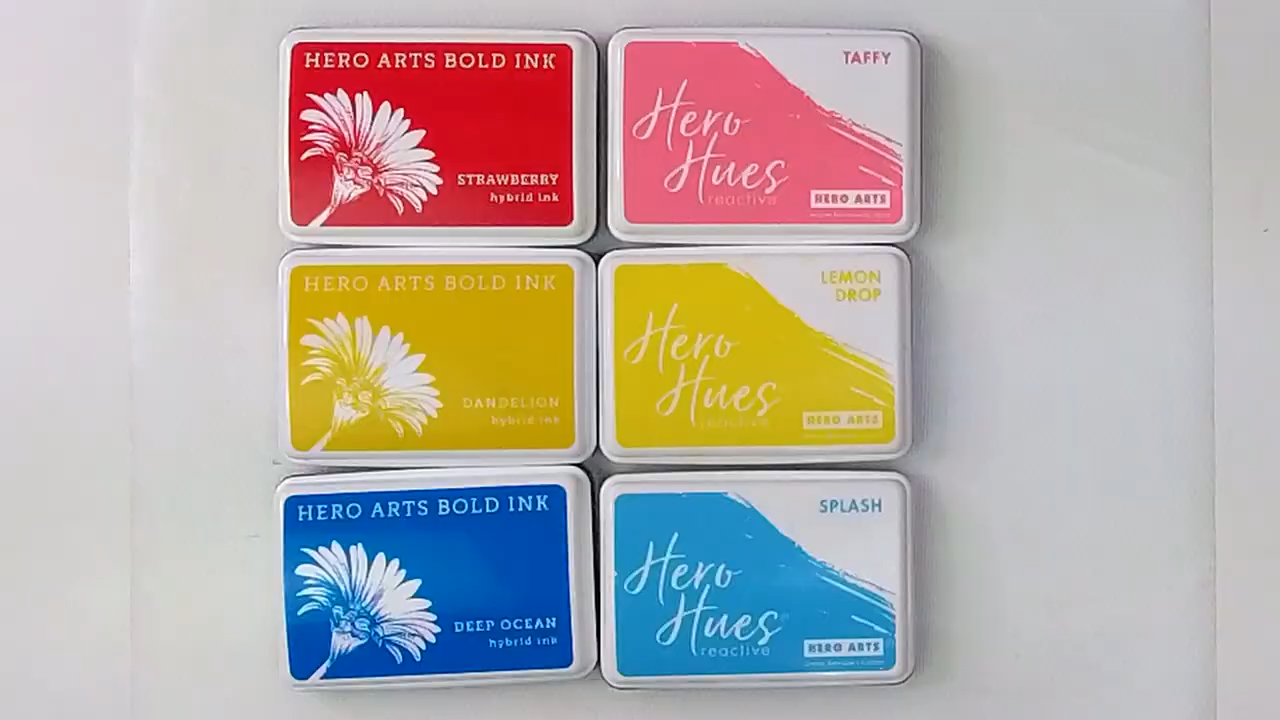 HERO ARTS BOLD INK
STRAWBERRY
hybrid ink
TAFFY
Hero
Hues
reactive
HERO ARTS
HERO ARTS BOLD INK
DANDELION
hybrid ink
LEMON
DROP
Hero
Hues
reactive
HERO ARTS
HERO ARTS BOLD INK
DEEP OCEAN
hybrid ink
SPLASH
Hero
Hues
reactive
HERO ARTS